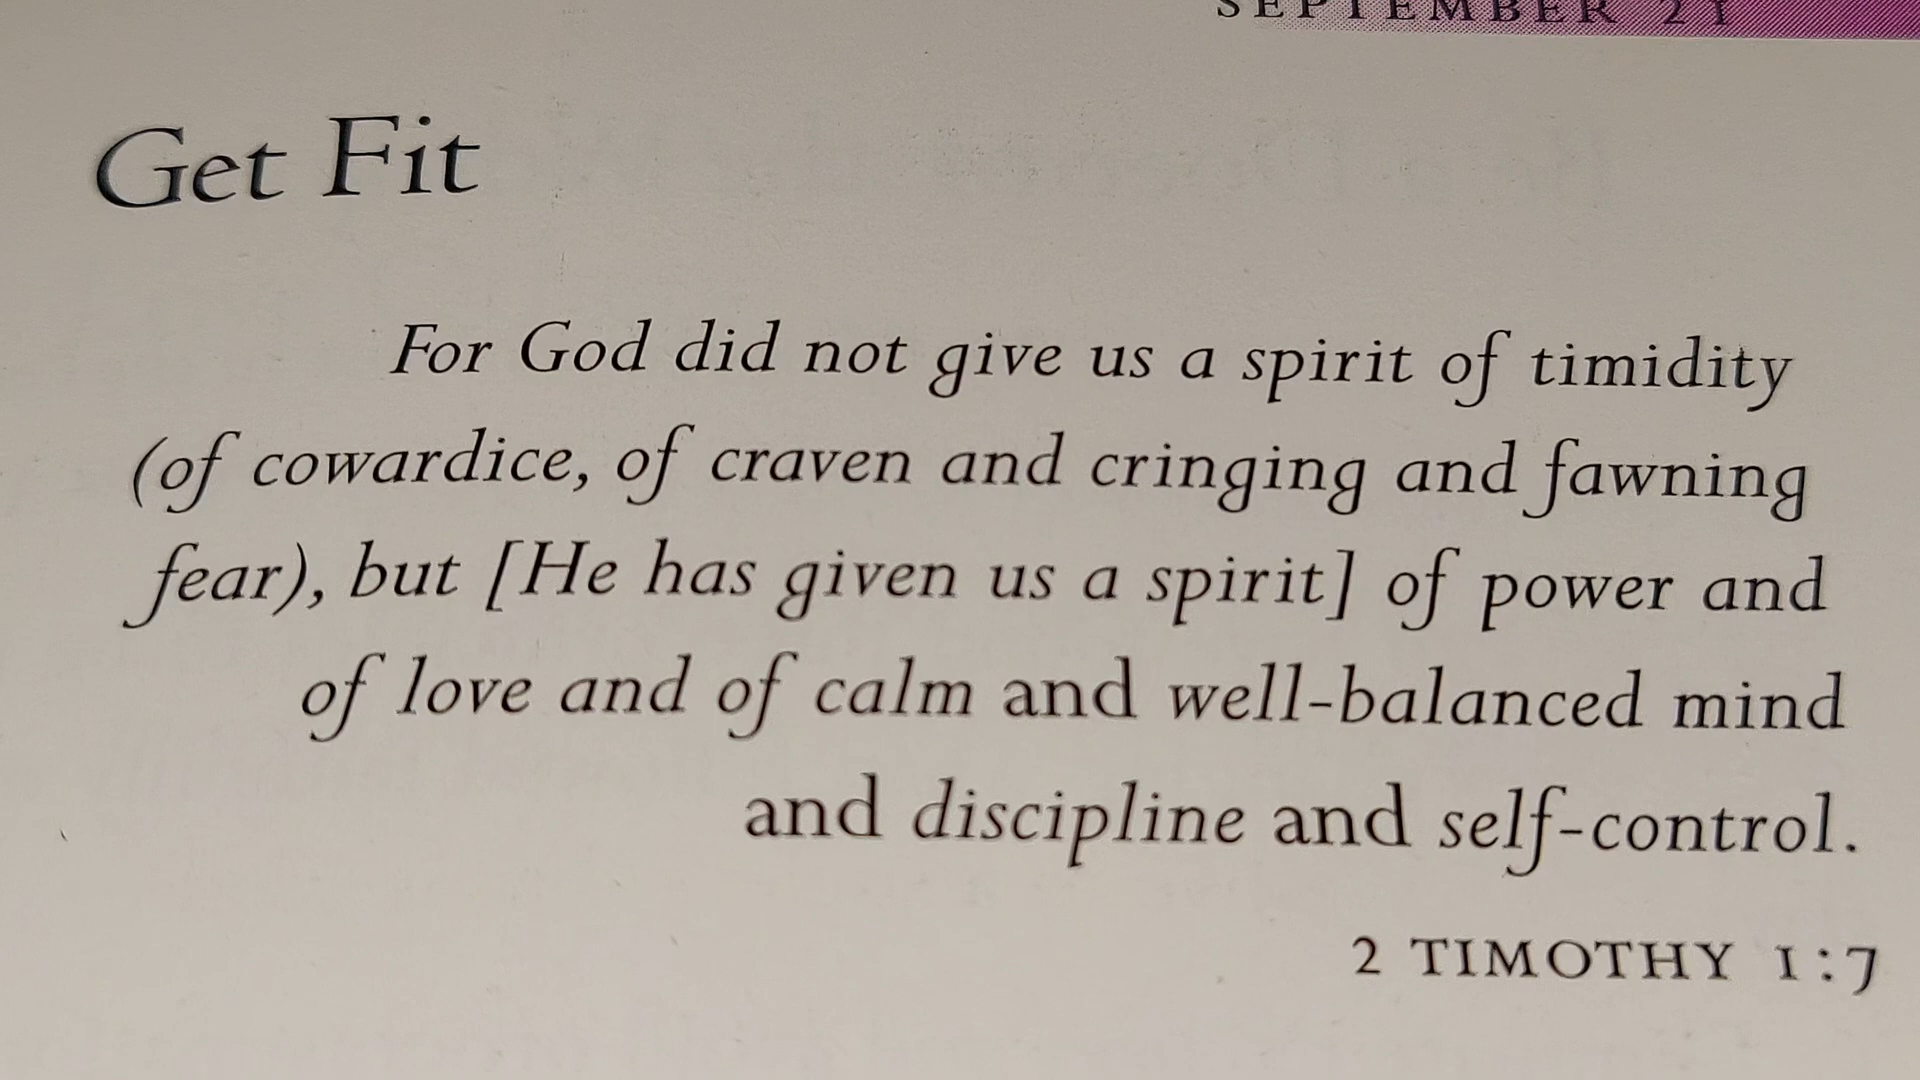 SEPTEMBER 21
Get Fit
For God did not give us a spirit of timidity
(of cowardice, of craven and cringing and fawning
fear), but [He has given us a spirit] of power and
of love and of calm and well-balanced mind
and discipline and self-control.
2 TIMOTHY 1:7